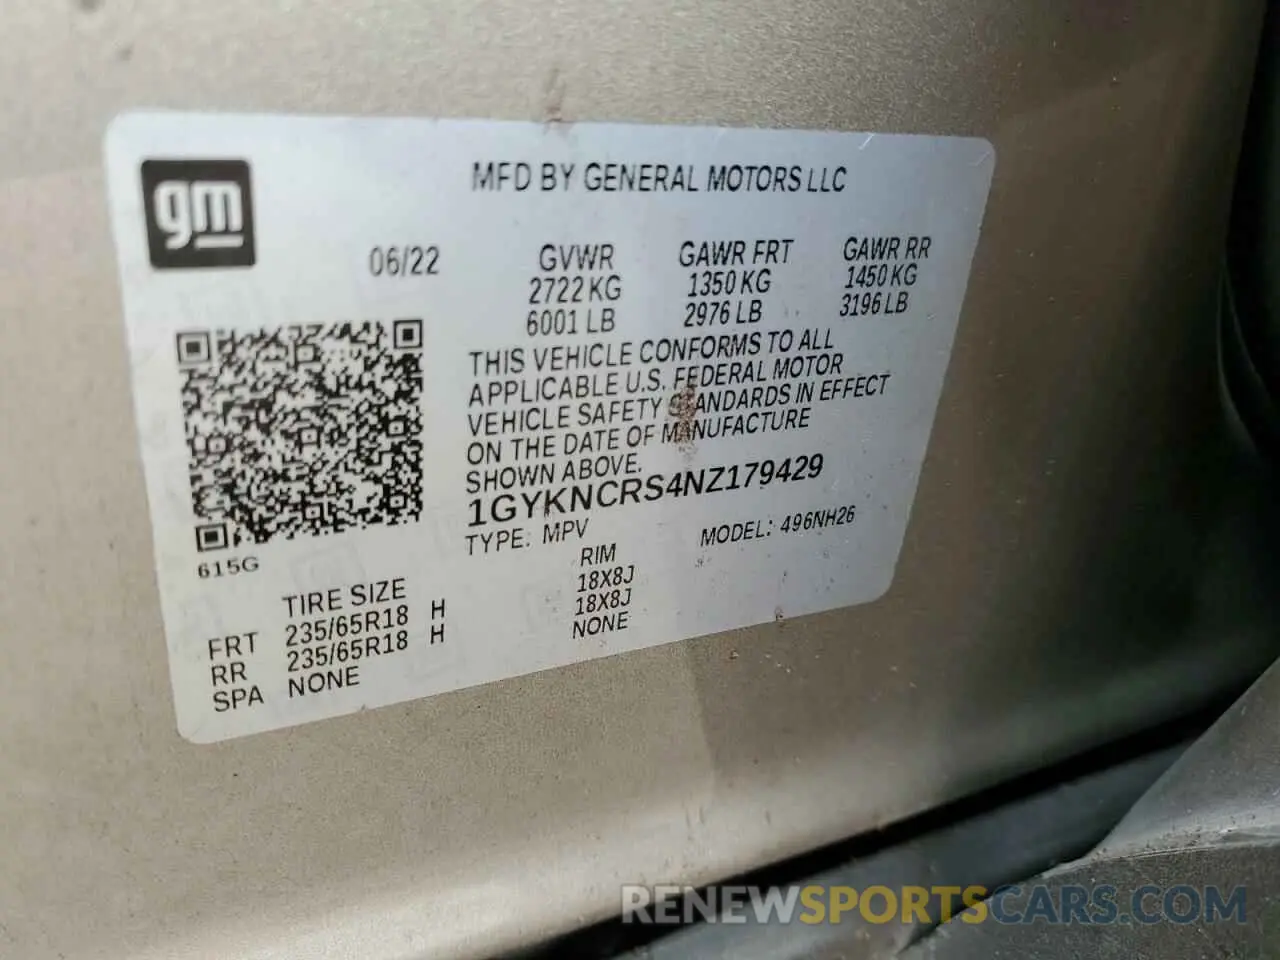 gm
MFD BY GENERAL MOTORS LLC
06/22
GVWR GAWR FRT GAWR RR
2722 KG 1350 KG 1450 KG
6001 LB 2976 LB 3196 LB
THIS VEHICLE CONFORMS TO ALL
APPLICABLE U.S. FEDERAL MOTOR
VEHICLE SAFETY STANDARDS IN EFFECT
ON THE DATE OF MANUFACTURE
SHOWN ABOVE.
1GYKNCRS4NZ179429
TYPE: MPV MODEL: 496NH26
615G
TIRE SIZE RIM
FRT 235/65R18 H 18X8J
RR 235/65R18 H 18X8J
SPA NONE NONE
RENEWSPORTSCARS.COM